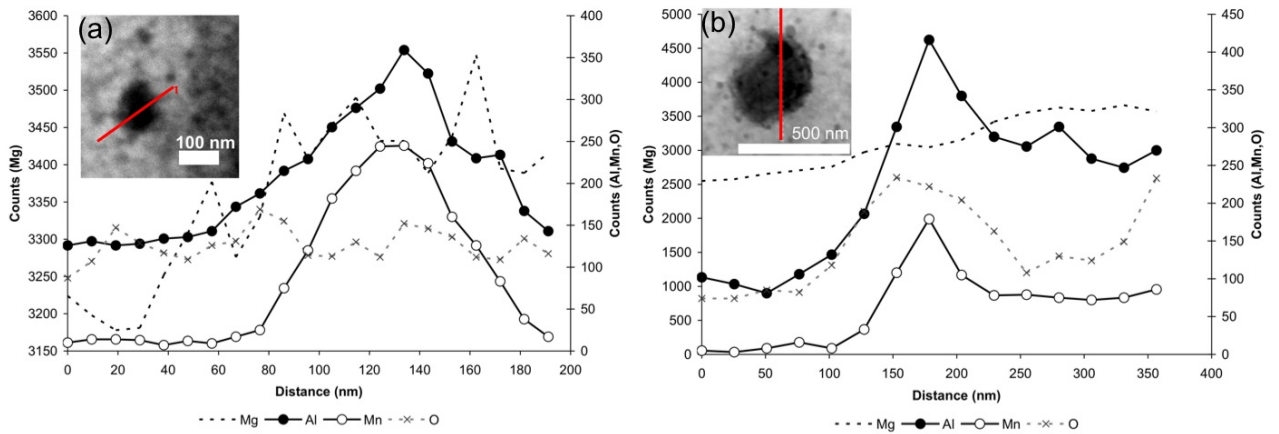 (a)
3600
3550
3500
3450
3400
3350
3300
3250
3200
3150
Counts (Mg)
400
350
300
250
200
150
100
50
0
Counts (Al,Mn,O)
1
100 nm
0 20 40 60 80 100 120 140 160 180 200
Distance (nm)
Mg Al Mn O
(b)
5000
4500
4000
3500
3000
2500
2000
1500
1000
500
0
Counts (Mg)
450
400
350
300
250
200
150
100
50
0
Counts (Al,Mn,O)
500 nm
0 50 100 150 200 250 300 350 400
Distance (nm)
Mg Al Mn O